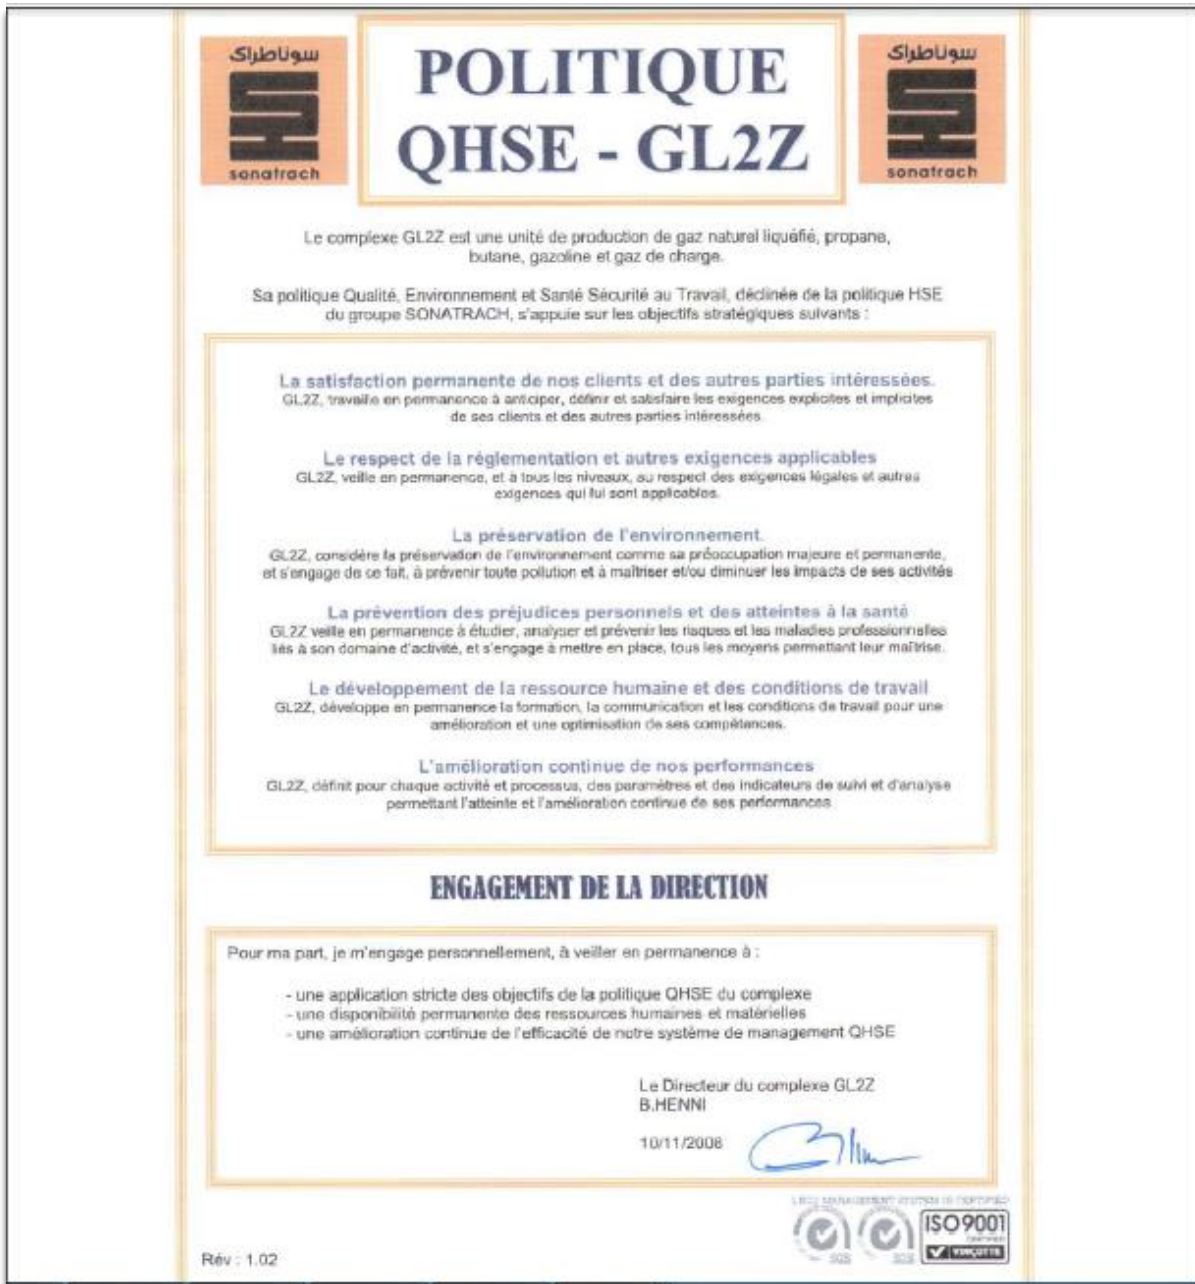 سوناطراك
sonatrach
POLITIQUE
QHSE - GL2Z
سوناطراك
sonatrach
Le complexe GL2Z est une unité de production de gaz naturel liquéfié, propane,
butane, gazoline et gaz de charge.
Sa politique Qualité, Environnement et Santé Sécurité au Travail, déclinée de la politique HSE
du groupe SONATRACH, s'appuie sur les objectifs stratégiques suivants :
La satisfaction permanente de nos clients et des autres parties intéressées.
GL2Z, travaille en permanence à anticiper, définir et satisfaire les exigences explicites et implicites
de ses clients et des autres parties intéressées.
Le respect de la réglementation et autres exigences applicables
GL2Z, veille en permanence, et à tous les niveaux, au respect des exigences légales et autres
exigences qui lui sont applicables.
La préservation de l'environnement.
GL2Z, considère la préservation de l'environnement comme sa préoccupation majeure et permanente,
et s'engage de ce fait, à prévenir toute pollution et à maîtriser et/ou diminuer les impacts de ses activités
La prévention des préjudices personnels et des atteintes à la santé
GL2Z veille en permanence à étudier, analyser et prévenir les risques et les maladies professionnelles
liés à son domaine d'activité, et s'engage à mettre en place, tous les moyens permettant leur maîtrise.
Le développement de la ressource humaine et des conditions de travail
GL2Z, développe en permanence la formation, la communication et les conditions de travail pour une
amélioration et une optimisation de ses compétances.
L'amélioration continue de nos performances
GL2Z, définit pour chaque activité et processus, des paramètres et des indicateurs de suivi et d'analyse
permettant l'atteinte et l'amélioration continue de ses performances
ENGAGEMENT DE LA DIRECTION
Pour ma part, je m'engage personnellement, à veiller en permanence à :
- une application stricte des objectifs de la politique QHSE du complexe
- une disponibilité permanente des ressources humaines et matérielles
- une amélioration continue de l'efficacité de notre système de management QHSE
Le Directeur du complexe GL2Z
B.HENNI
10/11/2008
MANAGEMENT SYSTEM IS CERTIFIED
SGS
SGS
ISO 9001
VINÇOTTE
Rév : 1.02